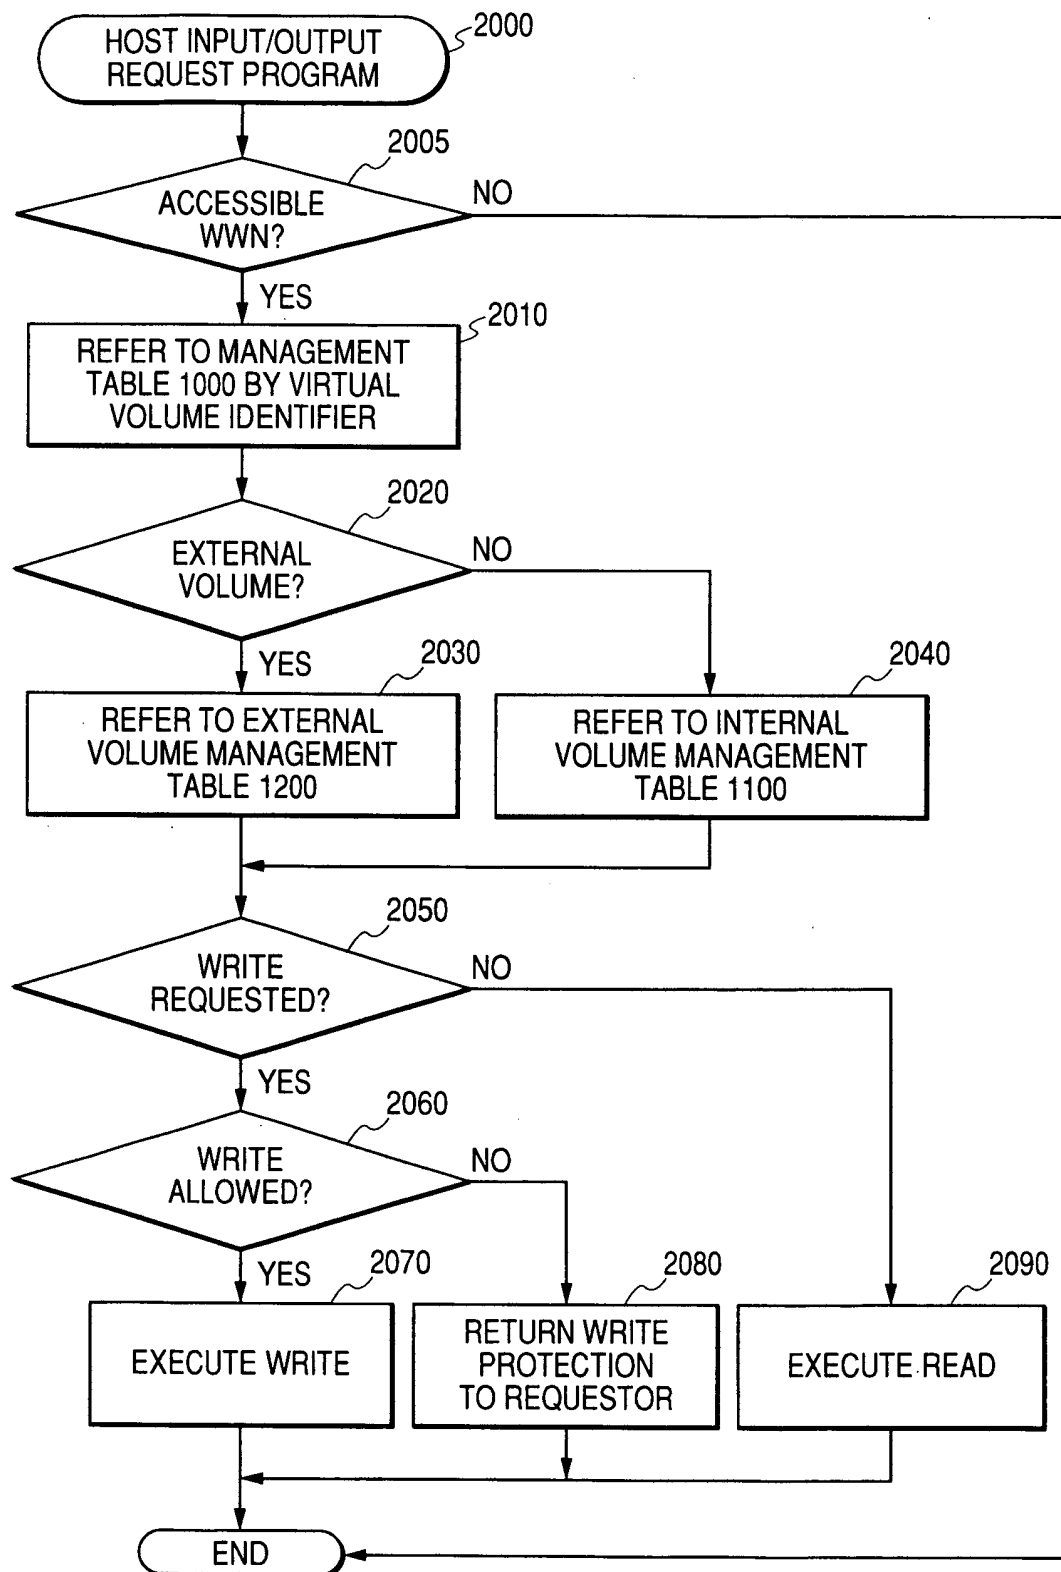 HOST INPUT/OUTPUT
REQUEST PROGRAM
2000
2005
ACCESSIBLE
WWN?
NO
YES
2010
REFER TO MANAGEMENT
TABLE 1000 BY VIRTUAL
VOLUME IDENTIFIER
2020
EXTERNAL
VOLUME?
NO
YES
2030
2040
REFER TO EXTERNAL
VOLUME MANAGEMENT
TABLE 1200
REFER TO INTERNAL
VOLUME MANAGEMENT
TABLE 1100
2050
WRITE
REQUESTED?
NO
YES
2060
WRITE
ALLOWED?
NO
YES
2070
2080
2090
EXECUTE WRITE
RETURN WRITE
PROTECTION
TO REQUESTOR
EXECUTE READ
END